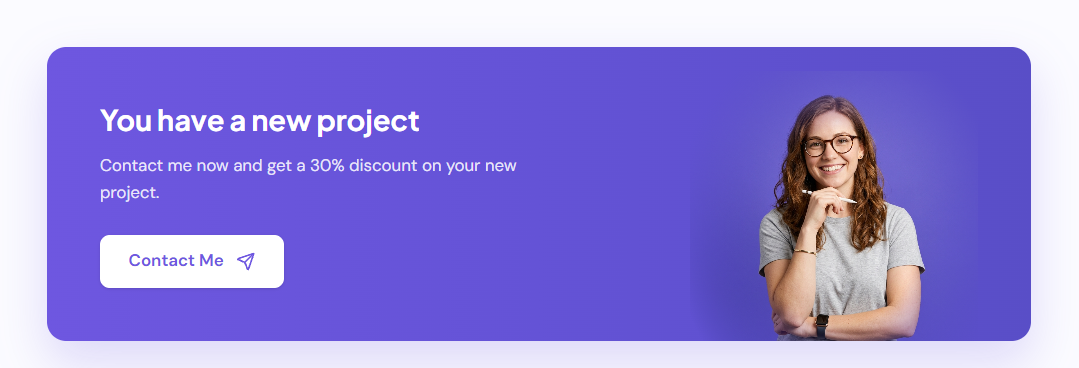 You have a new project
Contact me now and get a 30% discount on your new
project.
Contact Me